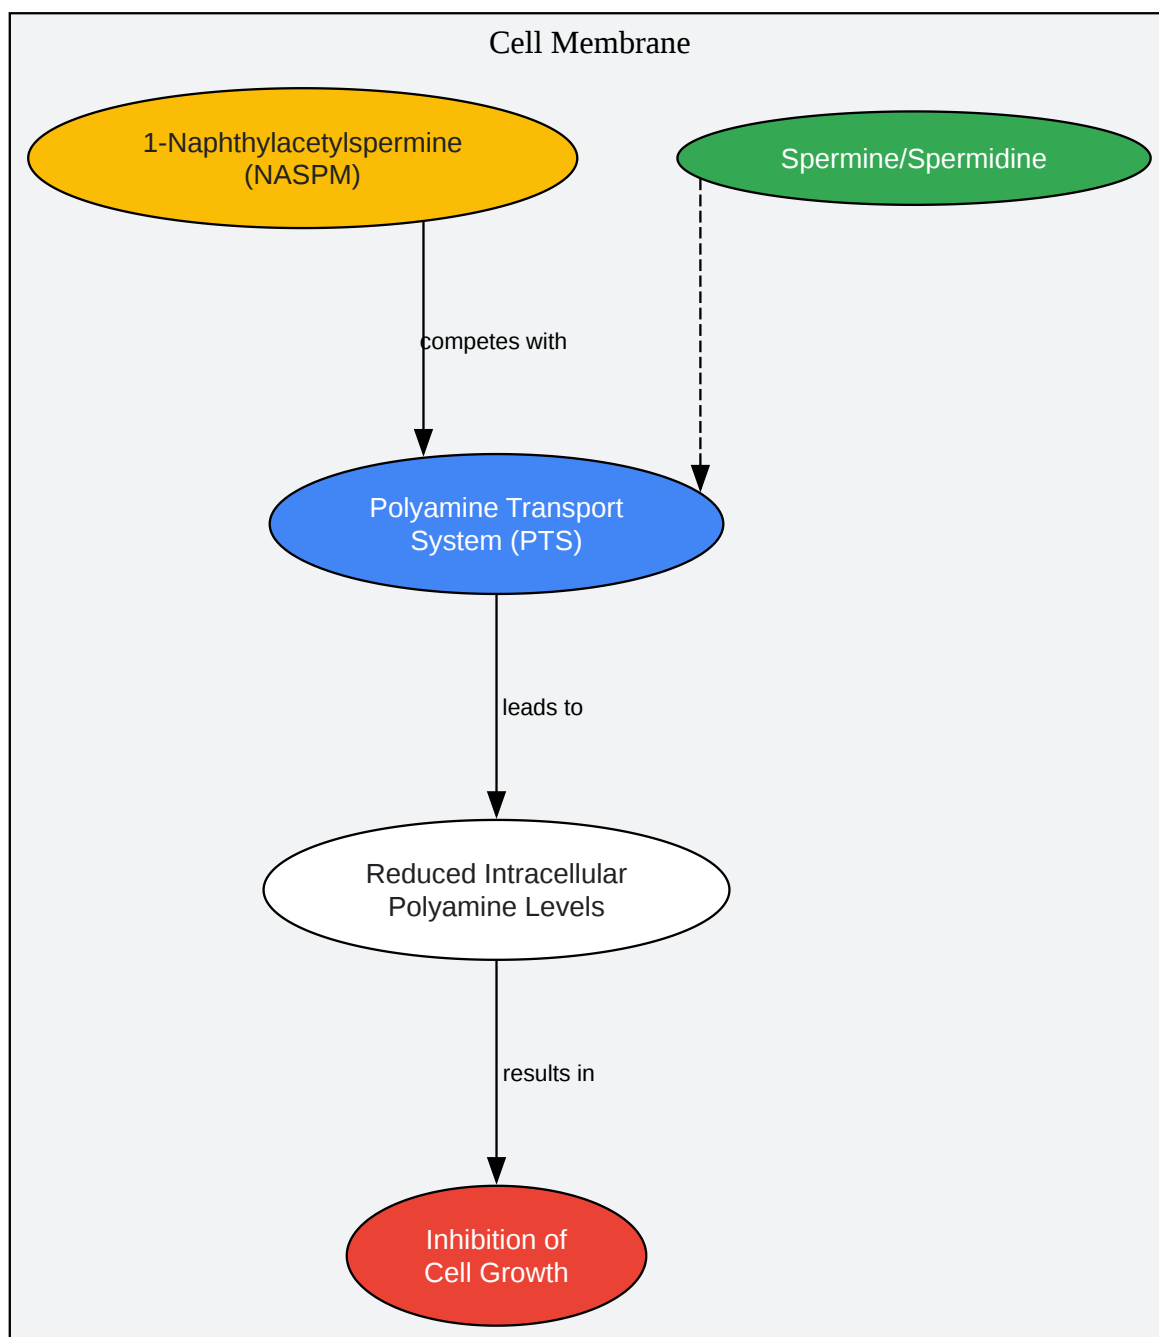 Cell Membrane
1-Naphthylacetylspermine
(NASPM)
Spermine/Spermidine
competes with
Polyamine Transport
System (PTS)
leads to
Reduced Intracellular
Polyamine Levels
results in
Inhibition of
Cell Growth